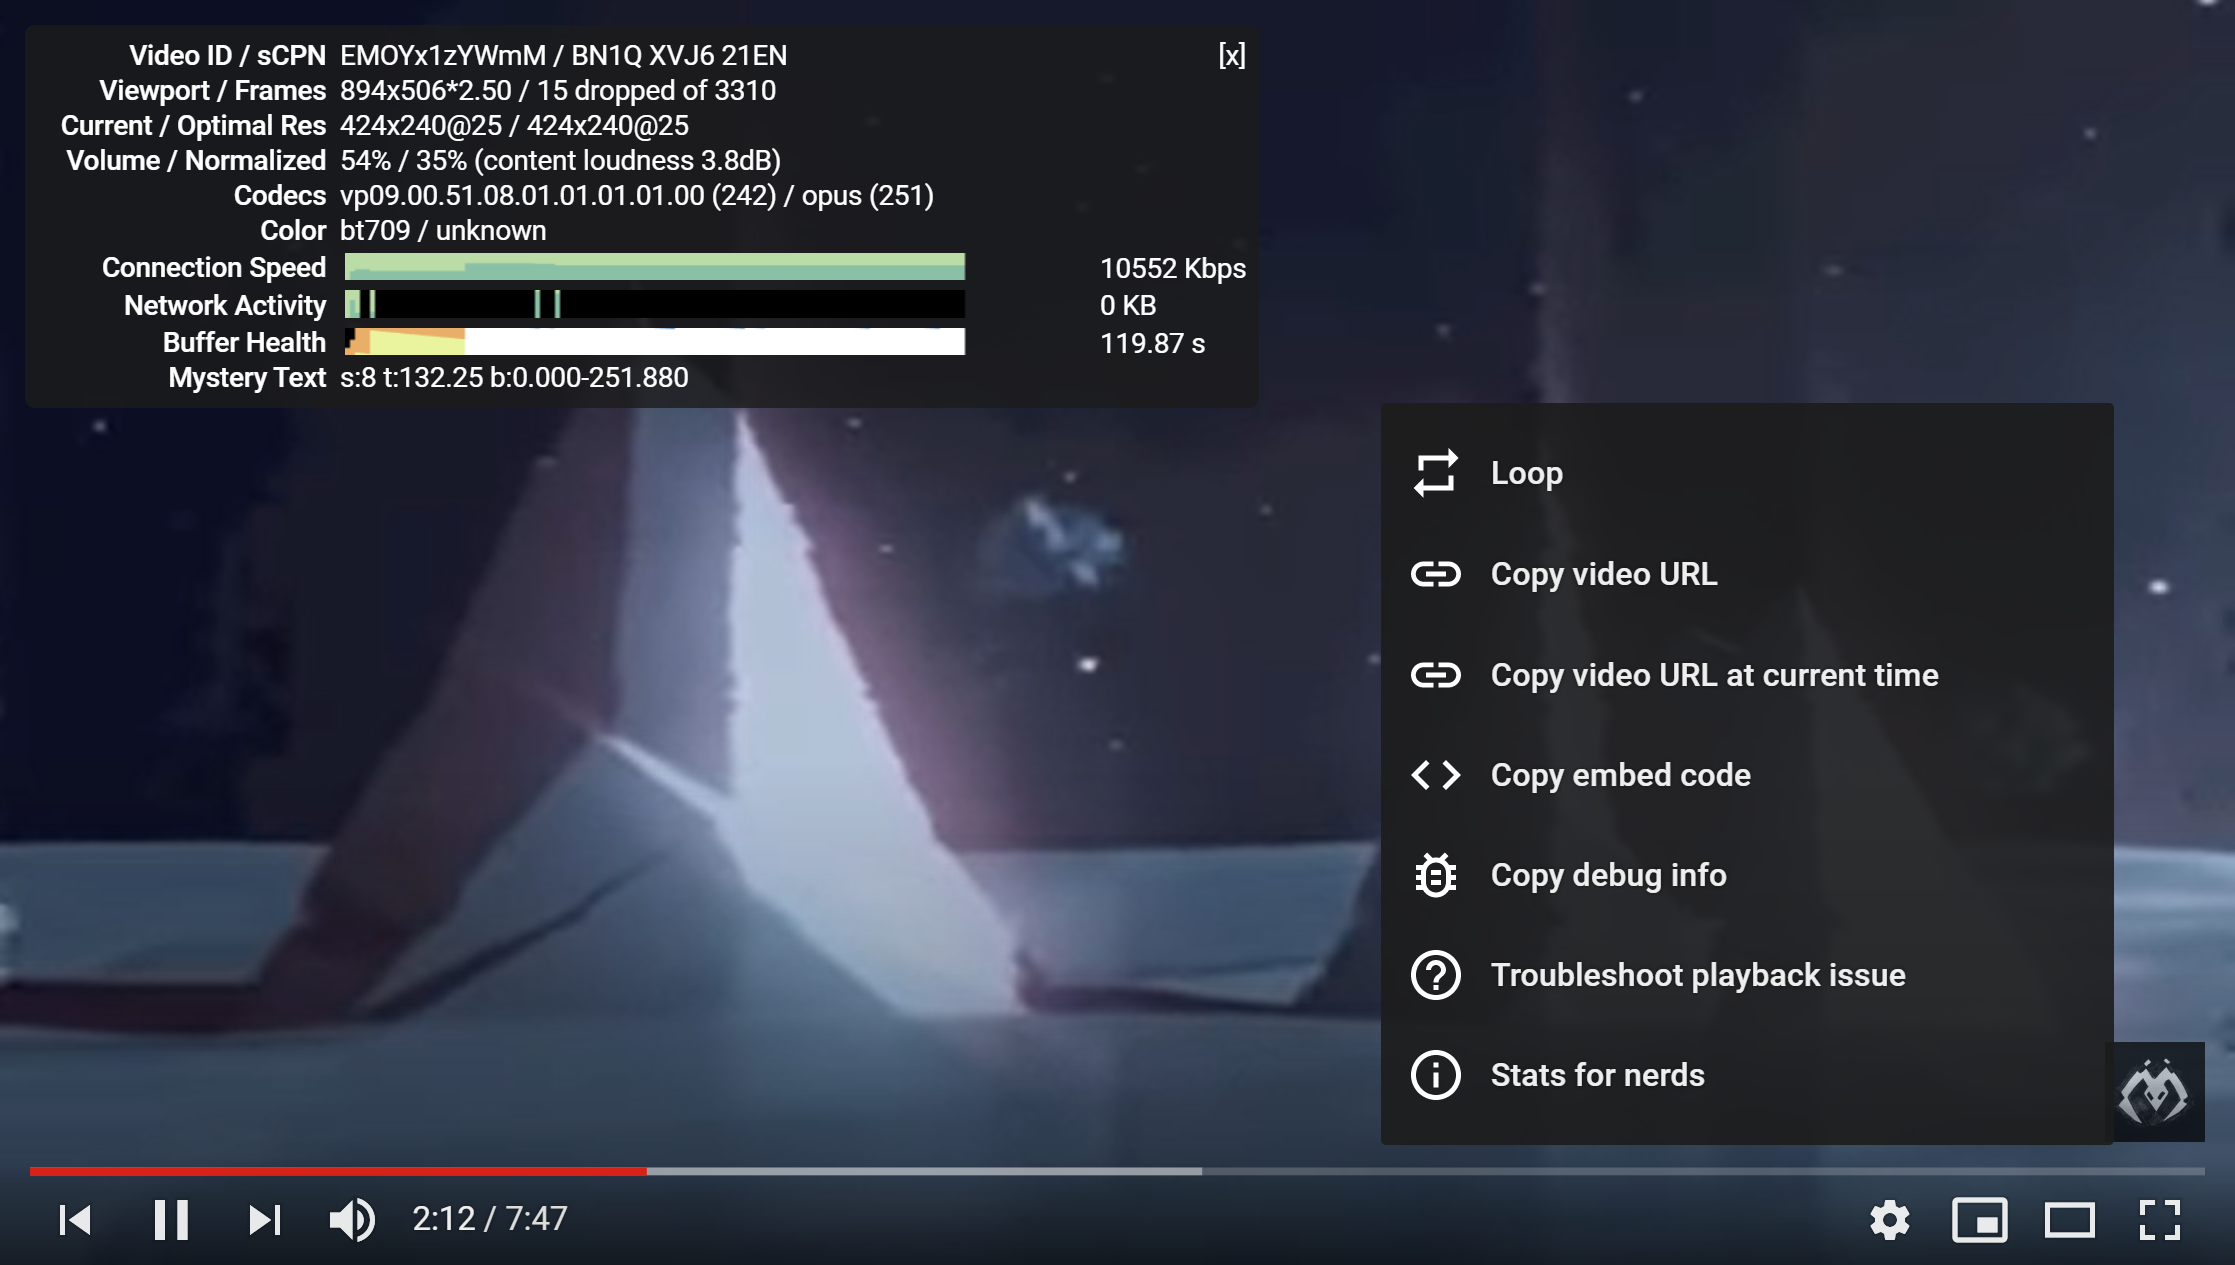 Video ID / sCPN EMOYx1zYWmM / BN1Q XVJ6 21EN [x]
Viewport / Frames 894x506*2.50 / 15 dropped of 3310
Current / Optimal Res 424x240@25 / 424x240@25
Volume / Normalized 54% / 35% (content loudness 3.8dB)
Codecs vp09.00.51.08.01.01.01.01.00 (242) / opus (251)
Color bt709 / unknown
Connection Speed 10552 Kbps
Network Activity 0 KB
Buffer Health 119.87 s
Mystery Text s:8 t:132.25 b:0.000-251.880
Loop
Copy video URL
Copy video URL at current time
Copy embed code
Copy debug info
Troubleshoot playback issue
Stats for nerds
2:12 / 7:47